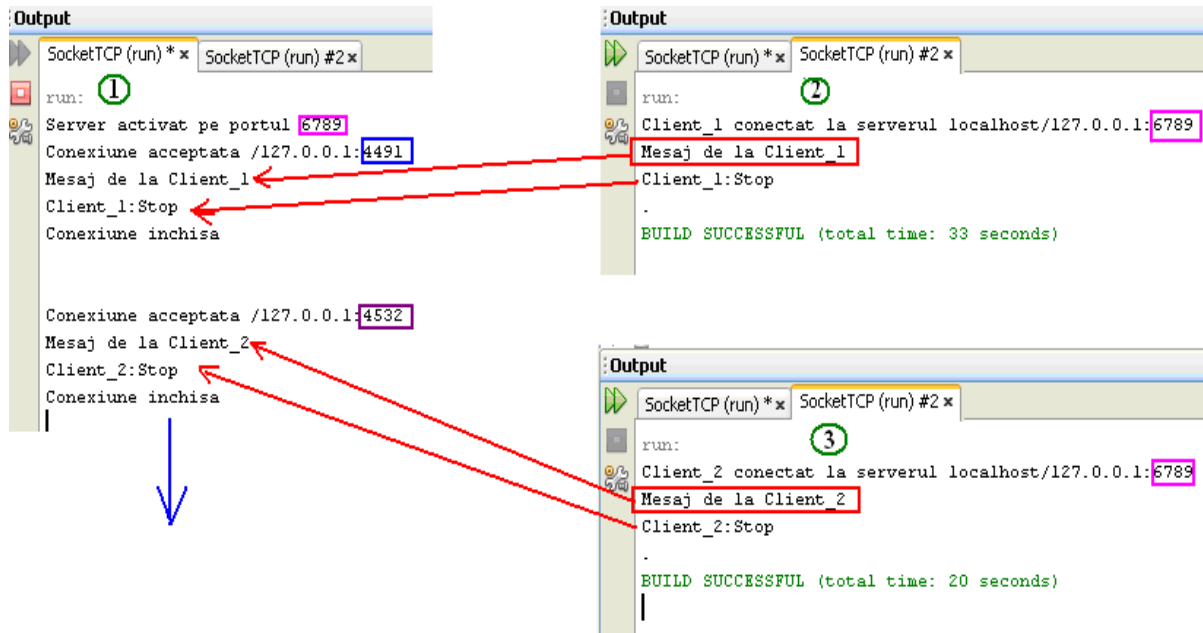 Output
SocketTCP (run) * x SocketTCP (run) #2 x
run: 1
Server activat pe portul 6789
Conexiune acceptata /127.0.0.1:4491
Mesaj de la Client_1
Client_1:Stop
Conexiune inchisa
Conexiune acceptata /127.0.0.1:4532
Mesaj de la Client_2
Client_2:Stop
Conexiune inchisa
Output
SocketTCP (run) * x SocketTCP (run) #2 x
run: 2
Client_1 conectat la serverul localhost/127.0.0.1:6789
Mesaj de la Client_1
Client_1:Stop
.
BUILD SUCCESSFUL (total time: 33 seconds)
Output
SocketTCP (run) * x SocketTCP (run) #2 x
run: 3
Client_2 conectat la serverul localhost/127.0.0.1:6789
Mesaj de la Client_2
Client_2:Stop
.
BUILD SUCCESSFUL (total time: 20 seconds)